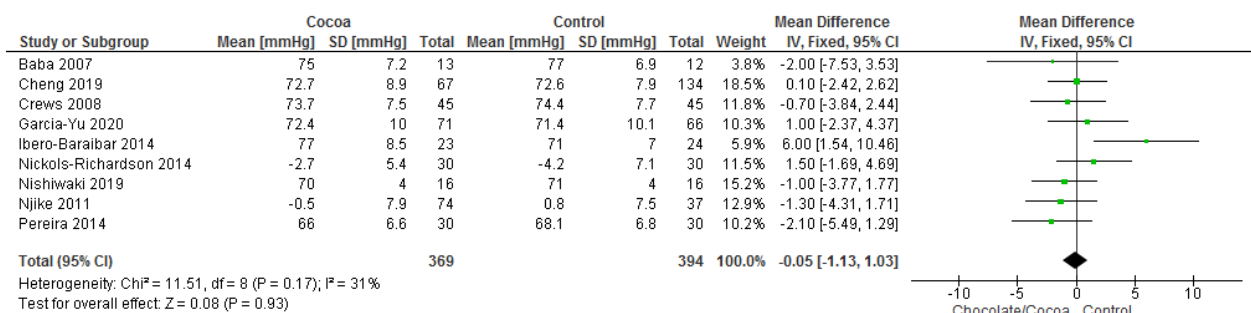 Cocoa Control Mean Difference Mean Difference
Study or Subgroup Mean [mmHg] SD [mmHg] Total Mean [mmHg] SD [mmHg] Total Weight IV, Fixed, 95% CI IV, Fixed, 95% CI
Baba 2007 75 7.2 13 77 6.9 12 3.8% -2.00 [-7.53, 3.53]
Cheng 2019 72.7 8.9 67 72.6 7.9 134 18.5% 0.10 [-2.42, 2.62]
Crews 2008 73.7 7.5 45 74.4 7.7 45 11.8% -0.70 [-3.84, 2.44]
Garcia-Yu 2020 72.4 10 71 71.4 10.1 66 10.3% 1.00 [-2.37, 4.37]
Ibero-Baraibar 2014 77 8.5 23 71 7 24 5.9% 6.00 [1.54, 10.46]
Nickols-Richardson 2014 -2.7 5.4 30 -4.2 7.1 30 11.5% 1.50 [-1.69, 4.69]
Nishiwaki 2019 70 4 16 71 4 16 15.2% -1.00 [-3.77, 1.77]
Njike 2011 -0.5 7.9 74 0.8 7.5 37 12.9% -1.30 [-4.31, 1.71]
Pereira 2014 66 6.6 30 68.1 6.8 30 10.2% -2.10 [-5.49, 1.29]
Total (95% CI) 369 394 100.0% -0.05 [-1.13, 1.03]
Heterogeneity: Chi² = 11.51, df = 8 (P = 0.17); I² = 31%
Test for overall effect: Z = 0.08 (P = 0.93)
-10 -5 0 5 10
Chocolate/Cocoa Control